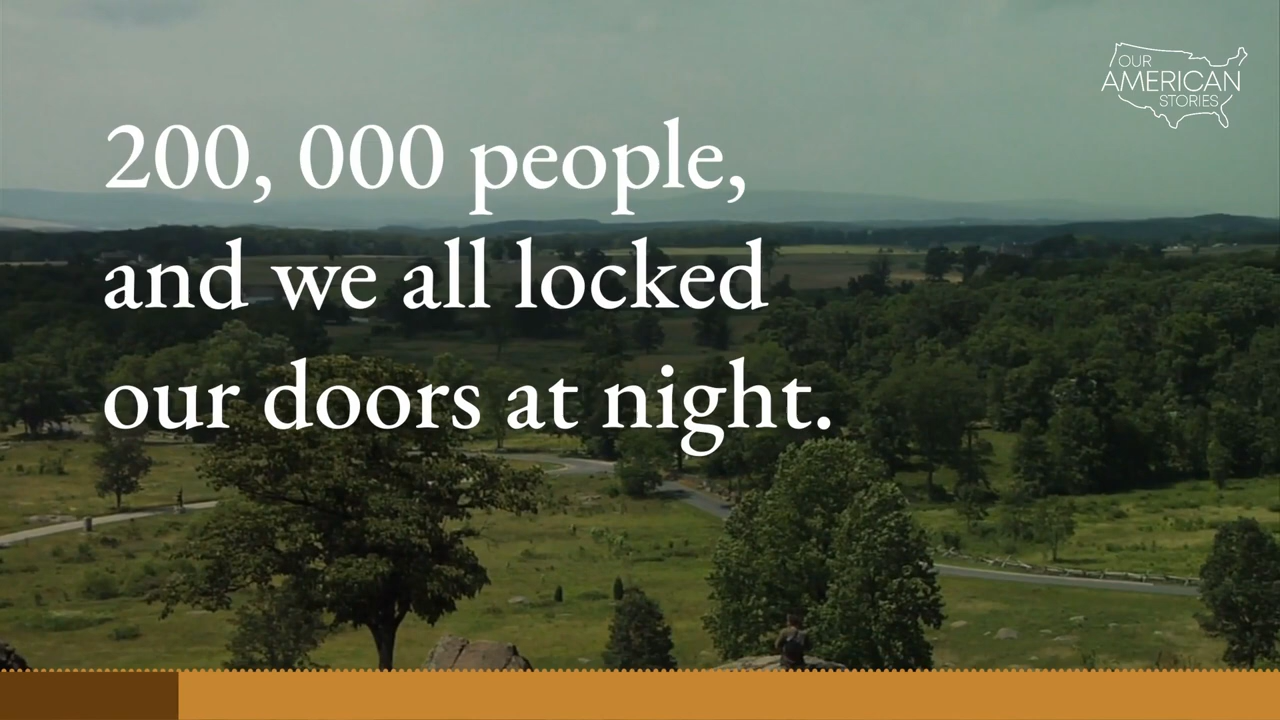 OUR
AMERICAN
STORIES
200, 000 people,
and we all locked
our doors at night.